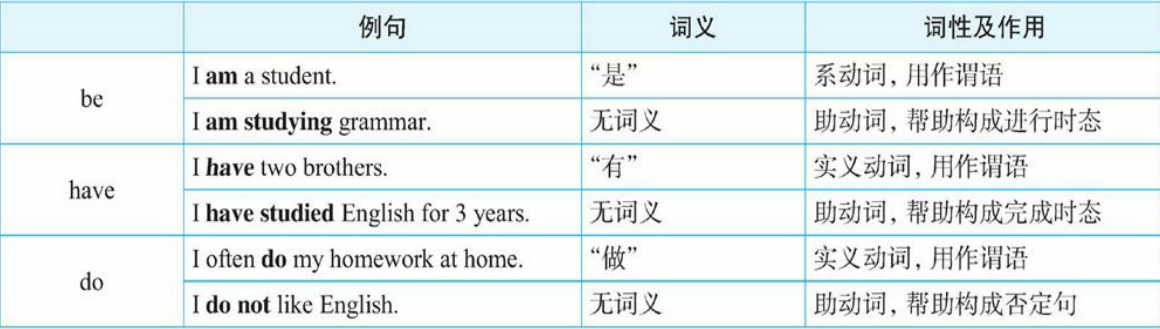 例句 词义 词性及作用
be
I am a student. “是” 系动词，用作谓语
I am studying grammar. 无词义 助动词，帮助构成进行时态
have
I have two brothers. “有” 实义动词，用作谓语
I have studied English for 3 years. 无词义 助动词，帮助构成完成时态
do
I often do my homework at home. “做” 实义动词，用作谓语
I do not like English. 无词义 助动词，帮助构成否定句